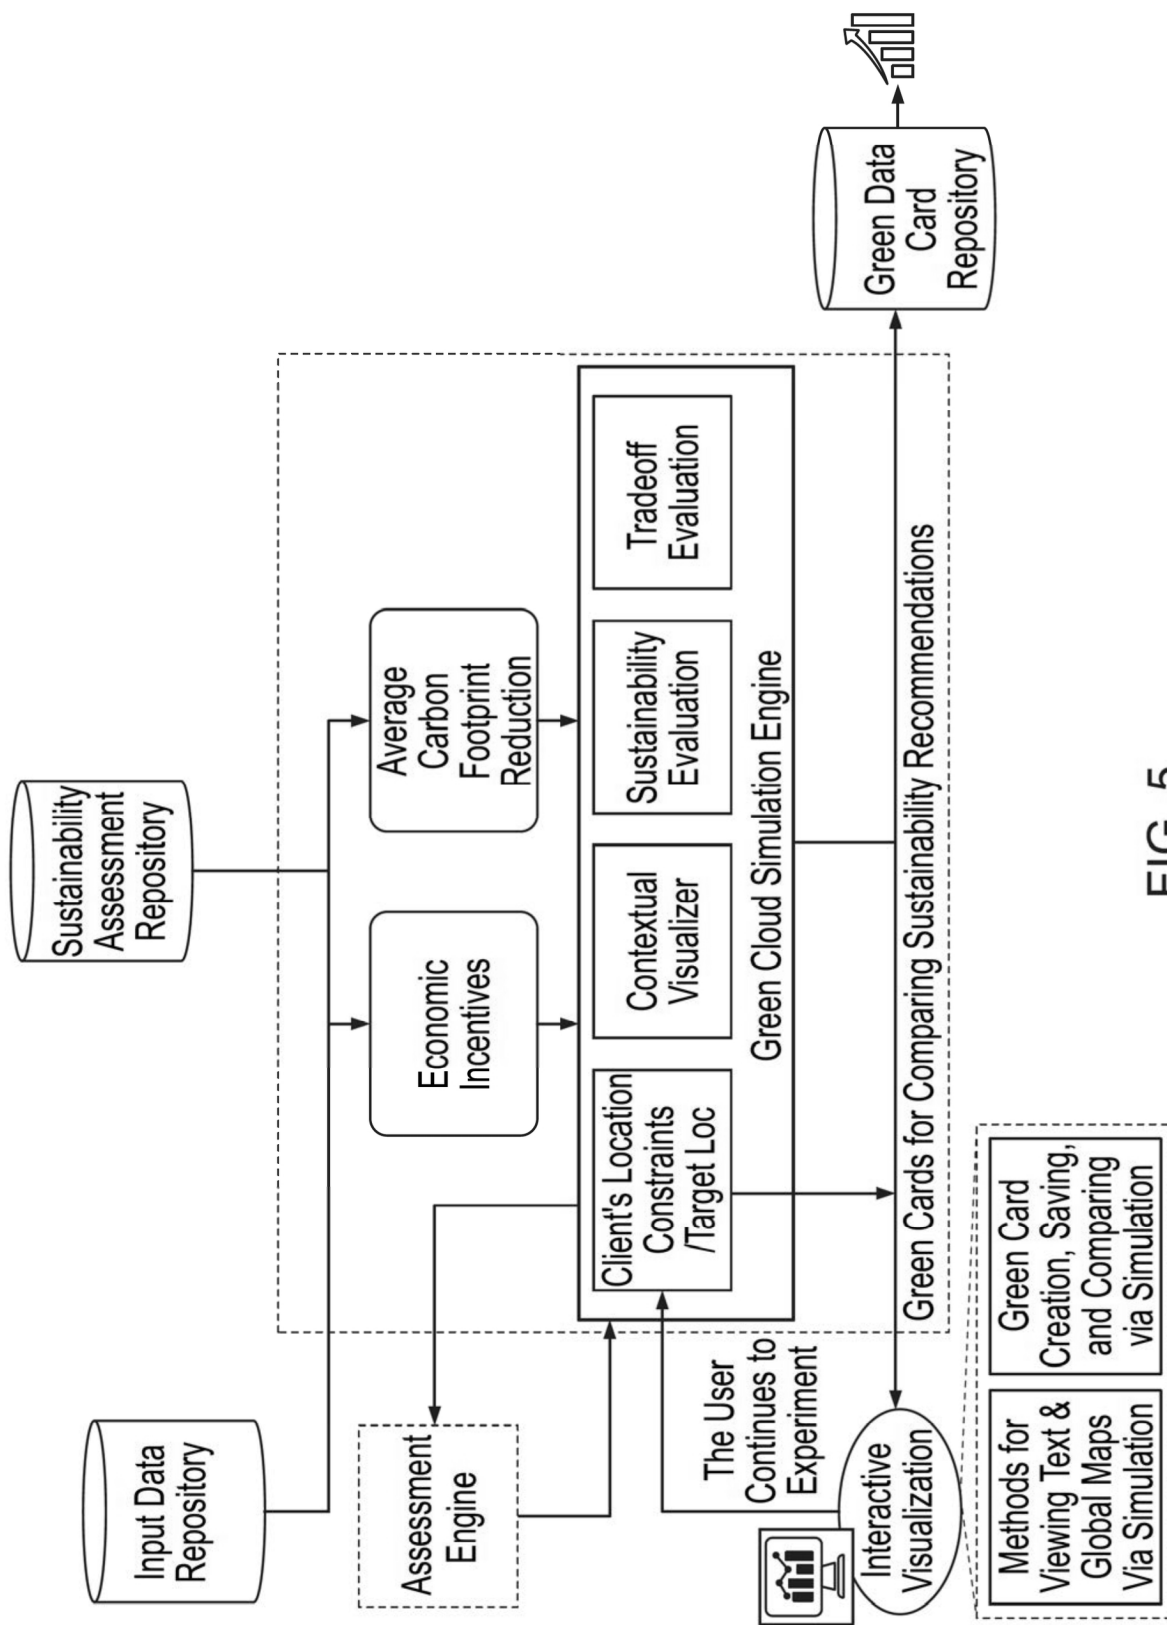 Input Data
Repository
Sustainability
Assessment
Repository
Assessment
Engine
Economic
Incentives
Average
Carbon
Footprint
Reduction
Client's Location
Constraints
/Target Loc
Contextual
Visualizer
Sustainability
Evaluation
Tradeoff
Evaluation
Green Cloud Simulation Engine
The User
Continues to
Experiment
Interactive
Visualization
Green Cards for Comparing Sustainability Recommendations
Green Data
Card
Repository
Methods for
Viewing Text &
Global Maps
Via Simulation
Green Card
Creation, Saving,
and Comparing
via Simulation
FIG. 5